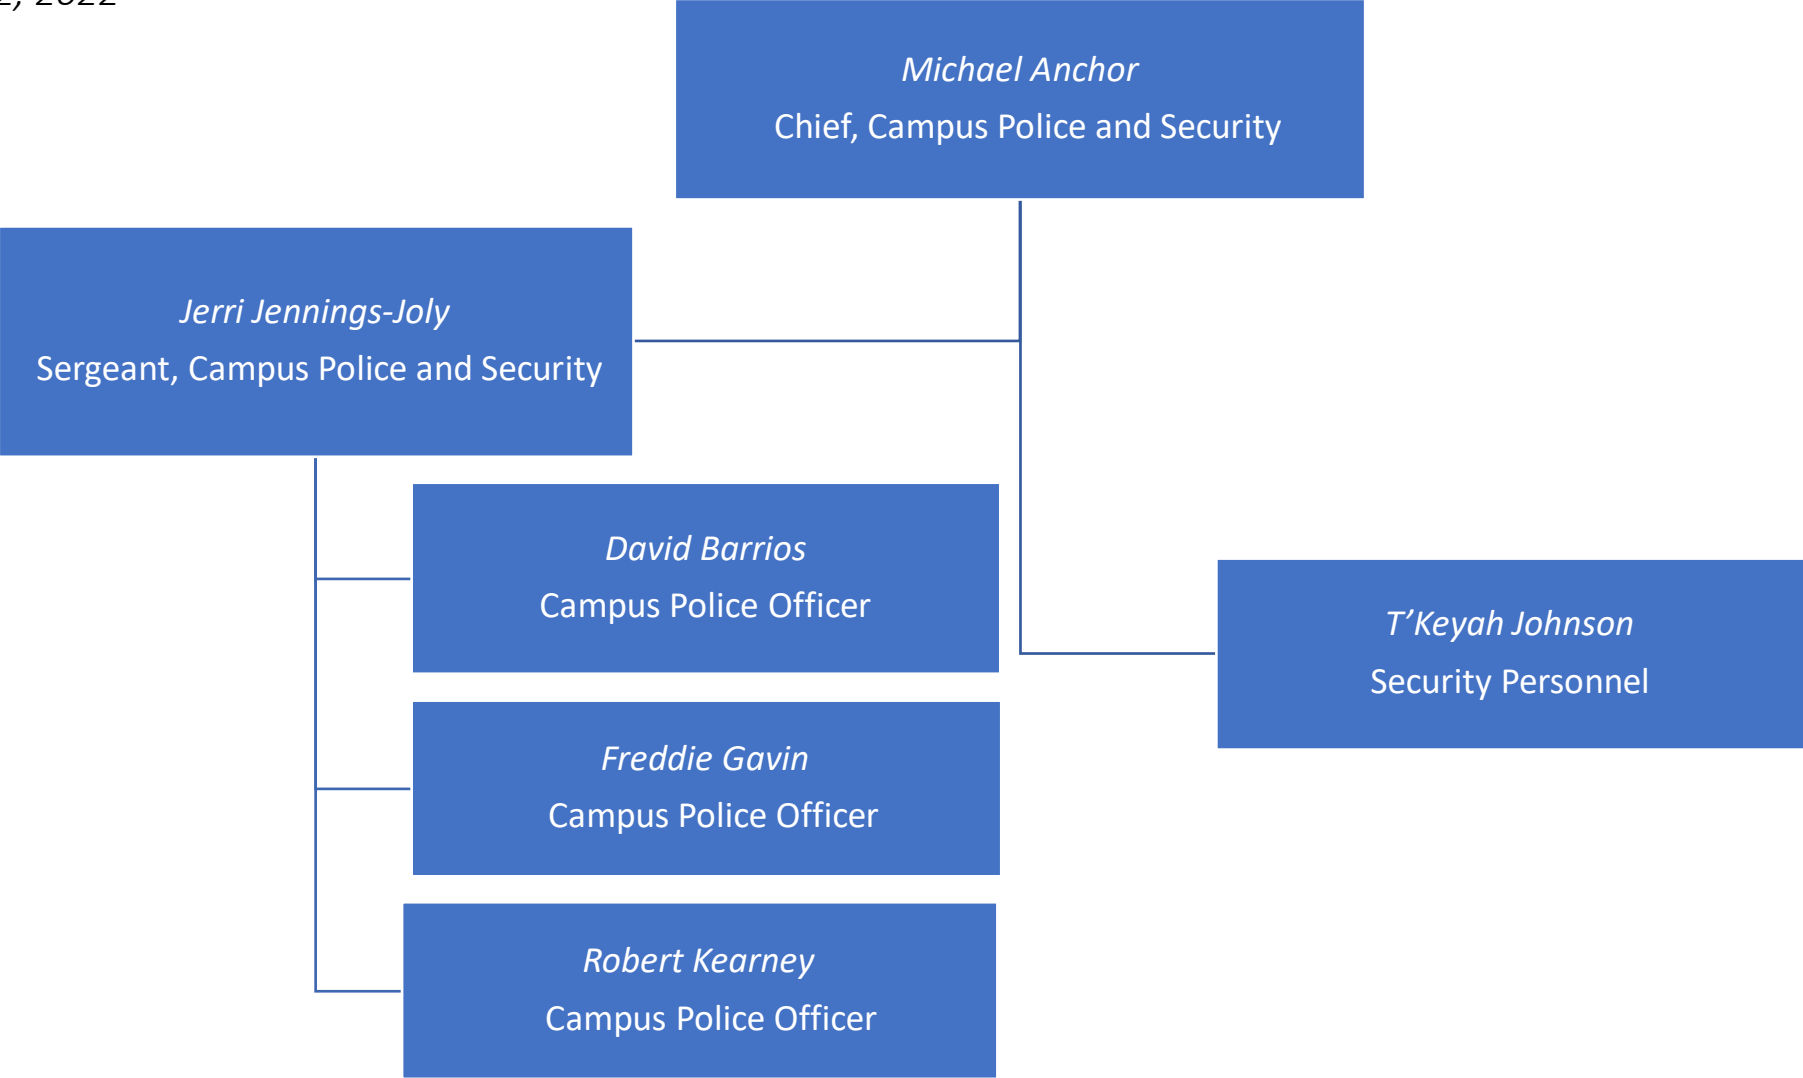 2022
Michael Anchor
Chief, Campus Police and Security
Jerri Jennings-Joly
Sergeant, Campus Police and Security
David Barrios
Campus Police Officer
T’Keyah Johnson
Security Personnel
Freddie Gavin
Campus Police Officer
Robert Kearney
Campus Police Officer